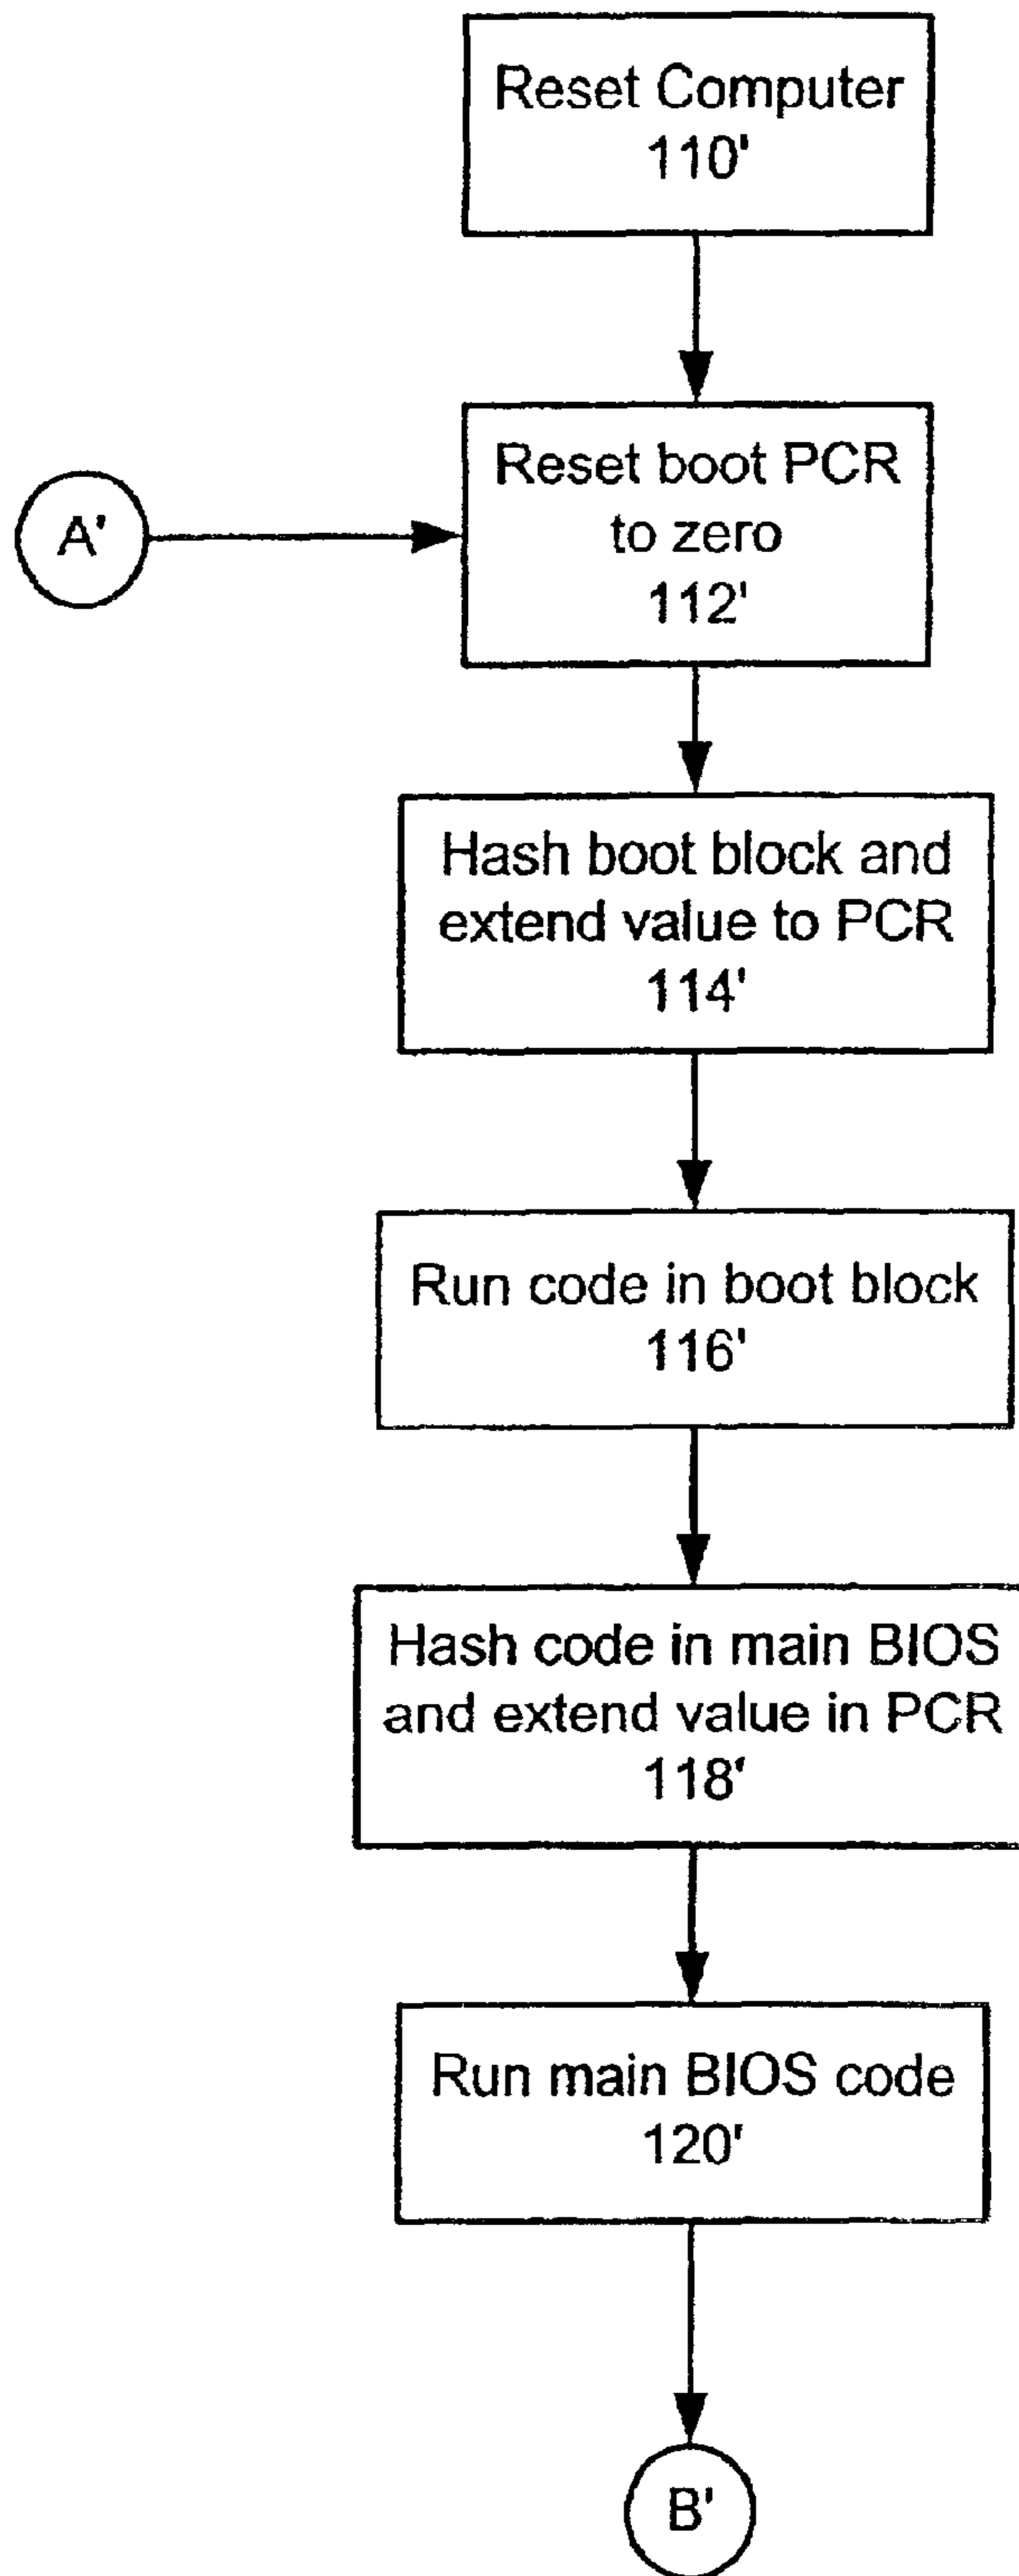 Reset Computer
110'
A'
Reset boot PCR
to zero
112'
Hash boot block and
extend value to PCR
114'
Run code in boot block
116'
Hash code in main BIOS
and extend value in PCR
118'
Run main BIOS code
120'
B'